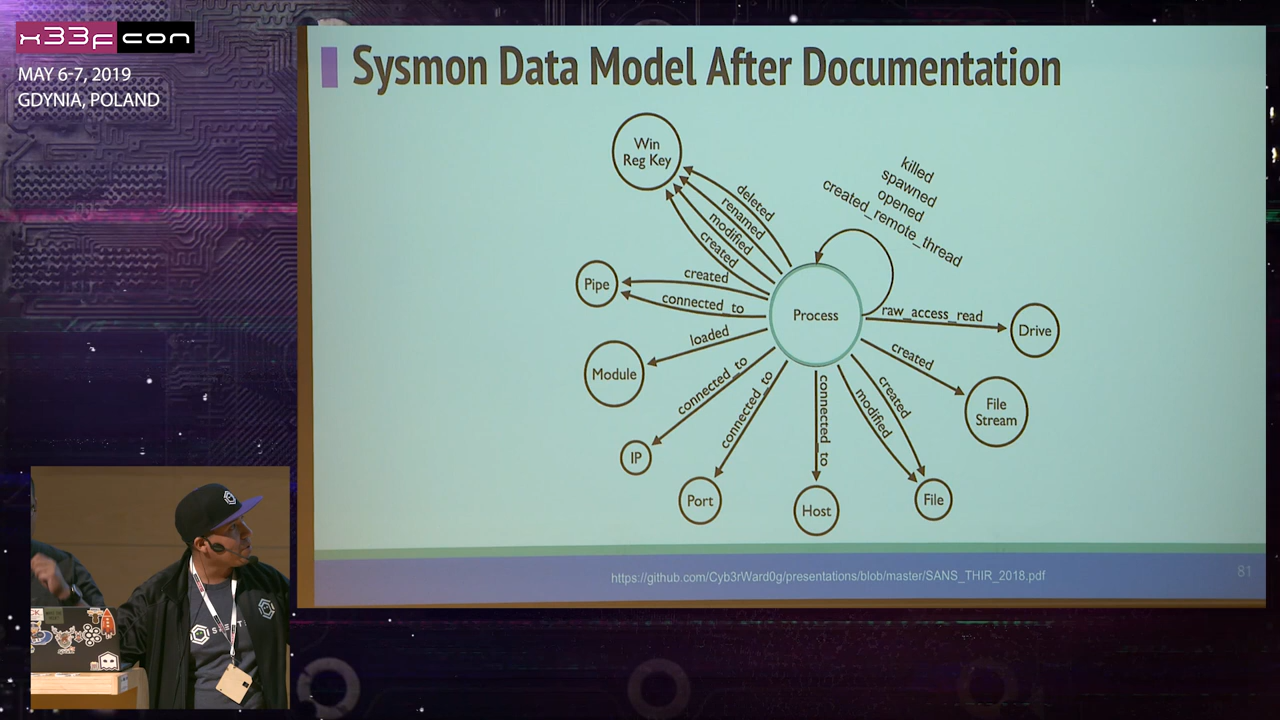 x33fcon
MAY 6-7, 2019
GDYNIA, POLAND
Sysmon Data Model After Documentation
Win
Reg Key
deleted
renamed
modified
created
killed
spawned
opened
created_remote_thread
Pipe
created
connected_to
Process
raw_access_read
Drive
loaded
Module
created
File
Stream
connected_to
IP
connected_to
Port
connected_to
Host
created
modified
File
https://github.com/Cyb3rWard0g/presentations/blob/master/SANS_THIR_2018.pdf
81